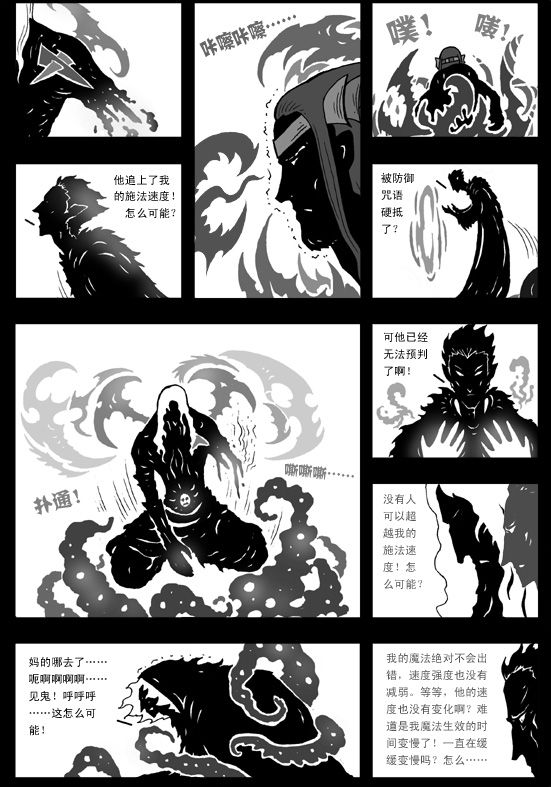 咔嚓咔嚓……
噗！
嗤！
他追上了我
的施法速度！
怎么可能？
被防御
咒语
硬抵
了？
扑通！
嘶嘶嘶……
可他已经
无法预判
了啊！
没有人
可以超
越我的
施法速
度！怎
么可能？
妈的哪去了……
呃啊啊啊啊……
见鬼！呼呼呼
……这怎么可
能！
我的魔法绝对不会出
错，速度强度也没有
减弱。等等，他的速
度也没有变化啊？难
道是我魔法生效的时
间变慢了！一直在缓
缓变慢吗？怎么……